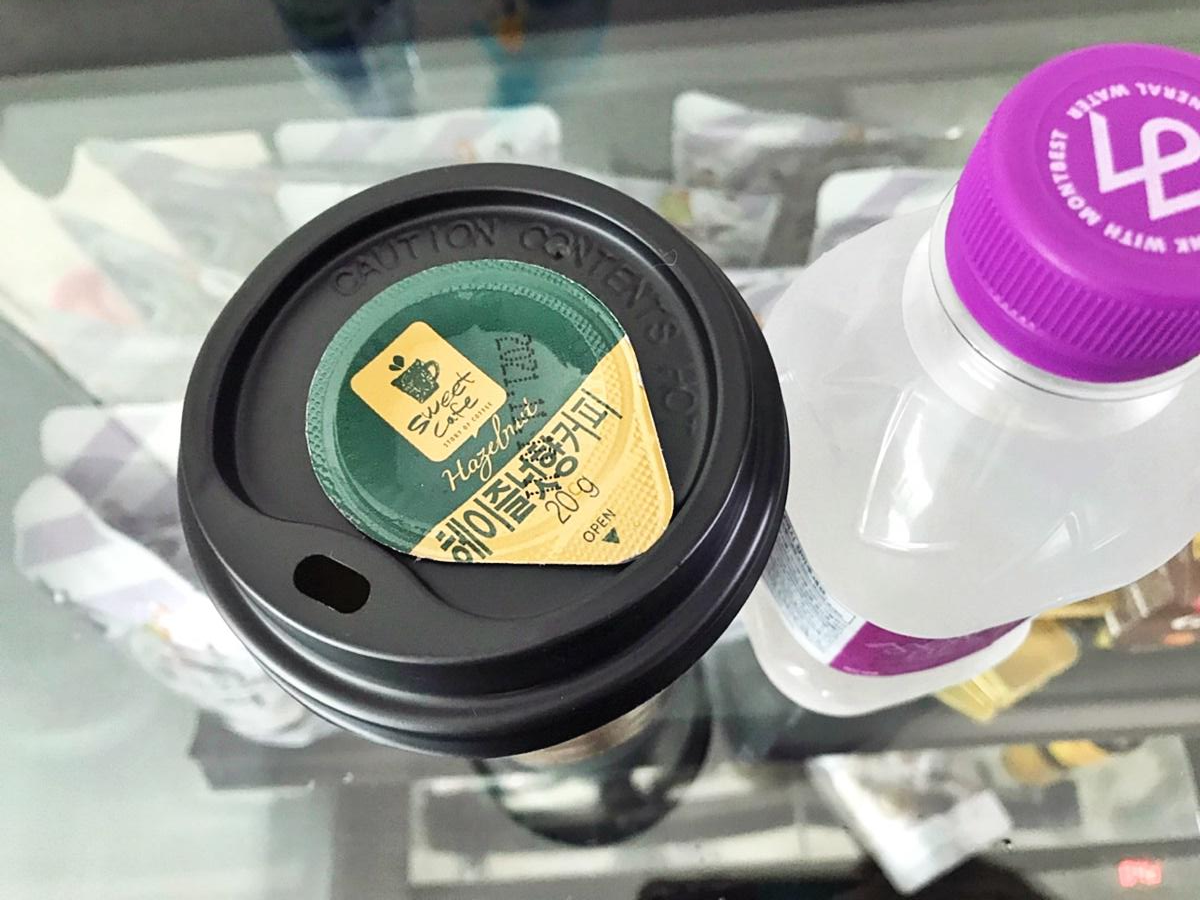 CAUTION CONTENTS HOT
sweet
cafe
STORY OF COFFEE
Hazelnut
헤이즐넛향커피
20g
OPEN
WITH MONTBEST
WATER